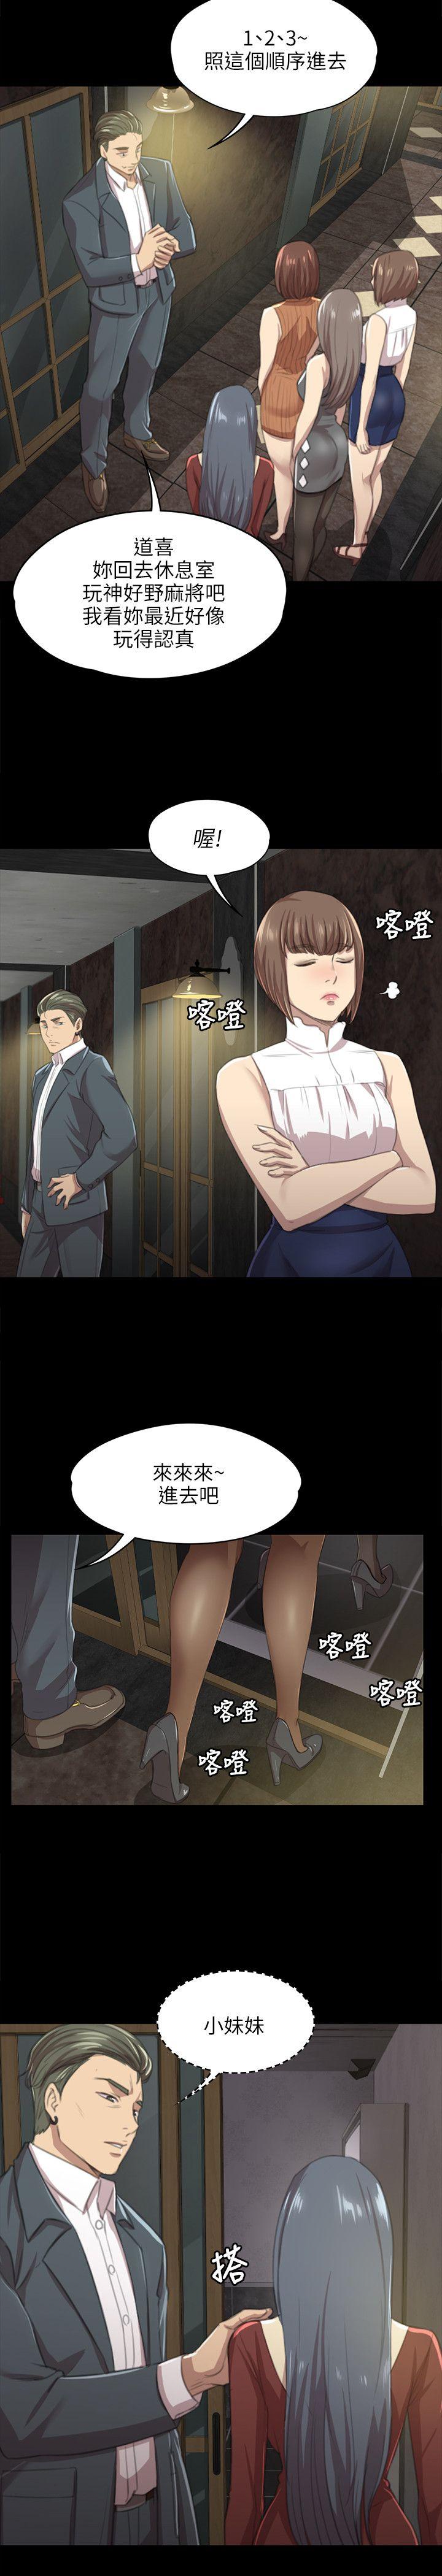 1、2、3~
照這個順序進去
道喜
妳回去休息室
玩神好野麻將吧
我看妳最近好像
玩得認真
喔!
喀噔
喀噔
來來來~
進去吧
喀噔
喀噔
喀噔
喀噔
小妹妹
搭